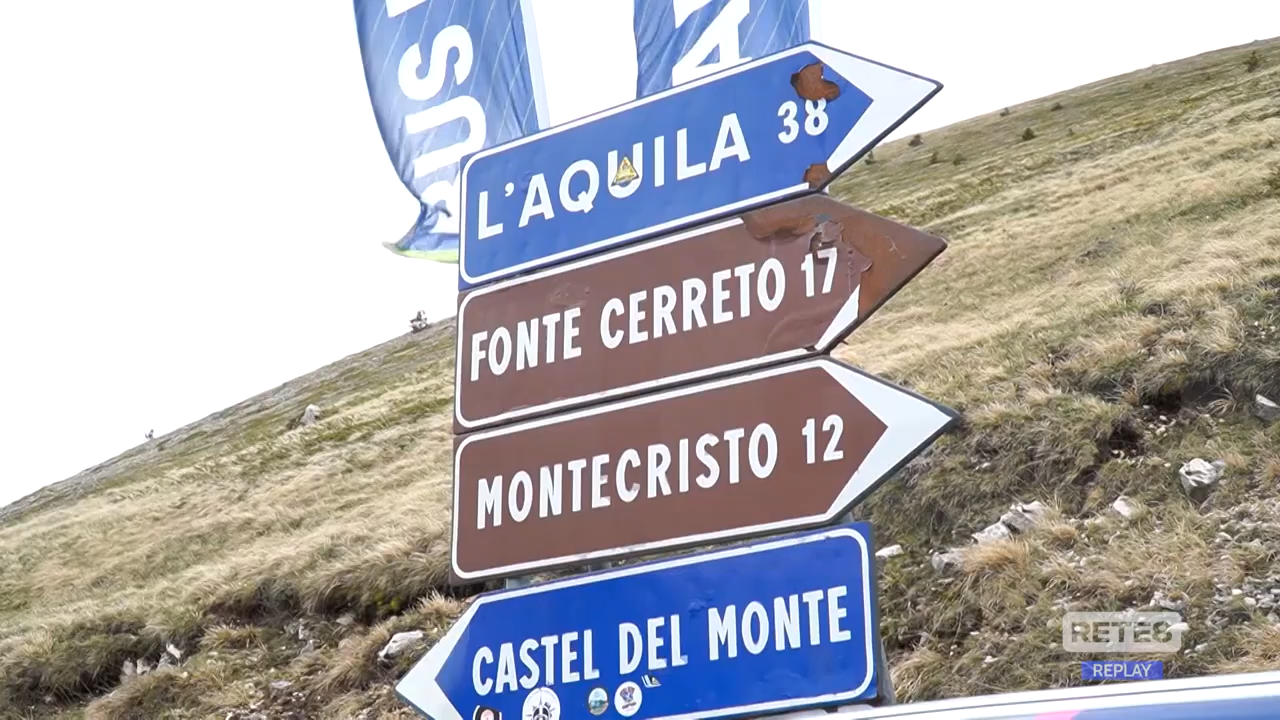 L'AQUILA 38
FONTE CERRETO 17
MONTECRISTO 12
CASTEL DEL MONTE
RETE8
REPLAY